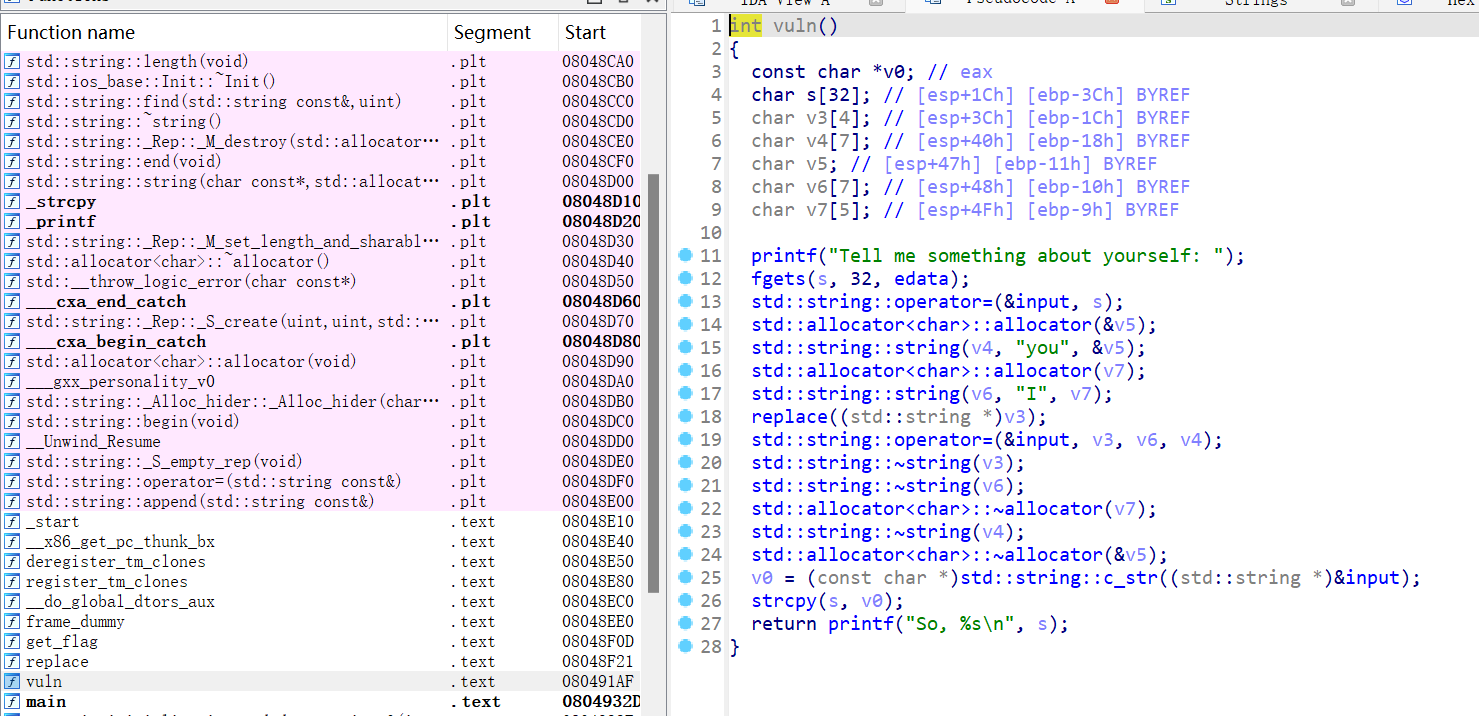 Functions
Function name Segment Start
f std::string::length(void) .plt 08048CA0
f std::ios_base::Init::~Init() .plt 08048CB0
f std::string::find(std::string const&,uint) .plt 08048CC0
f std::string::~string() .plt 08048CD0
f std::string::_Rep::_M_destroy(std::allocator⋯ .plt 08048CE0
f std::string::end(void) .plt 08048CF0
f std::string::string(char const*,std::allocat⋯ .plt 08048D00
f _strcpy .plt 08048D10
f _printf .plt 08048D20
f std::string::_Rep::_M_set_length_and_sharabl⋯ .plt 08048D30
f std::allocator<char>::~allocator() .plt 08048D40
f std::__throw_logic_error(char const*) .plt 08048D50
f ___cxa_end_catch .plt 08048D60
f std::string::_Rep::_S_create(uint,uint,std::⋯ .plt 08048D70
f ___cxa_begin_catch .plt 08048D80
f std::allocator<char>::allocator(void) .plt 08048D90
f ___gxx_personality_v0 .plt 08048DA0
f std::string::_Alloc_hider::_Alloc_hider(char⋯ .plt 08048DB0
f std::string::begin(void) .plt 08048DC0
f __Unwind_Resume .plt 08048DD0
f std::string::_S_empty_rep(void) .plt 08048DE0
f std::string::operator=(std::string const&) .plt 08048DF0
f std::string::append(std::string const&) .plt 08048E00
f _start .text 08048E10
f __x86_get_pc_thunk_bx .text 08048E40
f deregister_tm_clones .text 08048E50
f register_tm_clones .text 08048E80
f __do_global_dtors_aux .text 08048EC0
f frame_dummy .text 08048EE0
f get_flag .text 08048F0D
f replace .text 08048F21
f vuln .text 080491AF
f main .text 0804932D
IDA View A Pseudocode A Strings Hex
1 int vuln()
2 {
3 const char *v0; // eax
4 char s[32]; // [esp+1Ch] [ebp-3Ch] BYREF
5 char v3[4]; // [esp+3Ch] [ebp-1Ch] BYREF
6 char v4[7]; // [esp+40h] [ebp-18h] BYREF
7 char v5; // [esp+47h] [ebp-11h] BYREF
8 char v6[7]; // [esp+48h] [ebp-10h] BYREF
9 char v7[5]; // [esp+4Fh] [ebp-9h] BYREF
10
11 printf("Tell me something about yourself: ");
12 fgets(s, 32, edata);
13 std::string::operator=(&input, s);
14 std::allocator<char>::allocator(&v5);
15 std::string::string(v4, "you", &v5);
16 std::allocator<char>::allocator(v7);
17 std::string::string(v6, "I", v7);
18 replace((std::string *)v3);
19 std::string::operator=(&input, v3, v6, v4);
20 std::string::~string(v3);
21 std::string::~string(v6);
22 std::allocator<char>::~allocator(v7);
23 std::string::~string(v4);
24 std::allocator<char>::~allocator(&v5);
25 v0 = (const char *)std::string::c_str((std::string *)&input);
26 strcpy(s, v0);
27 return printf("So, %s\n", s);
28 }